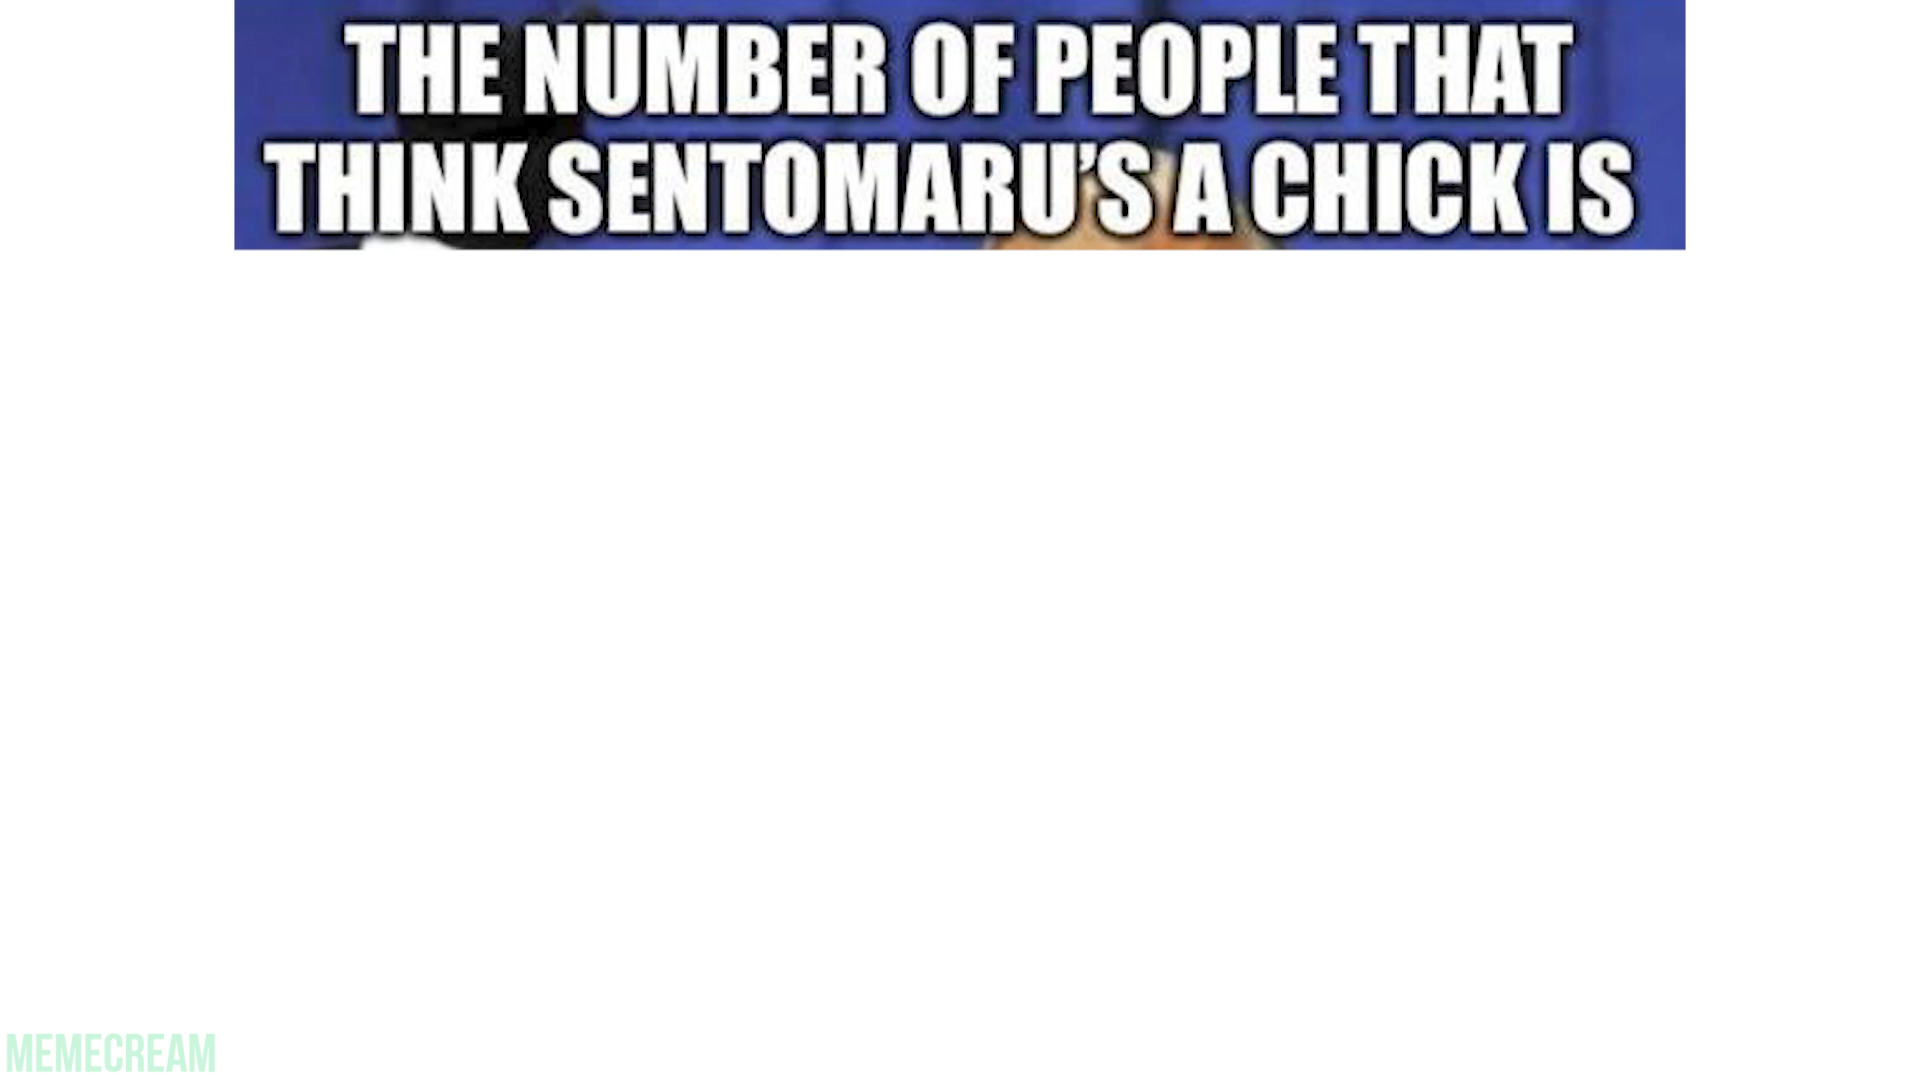 THE NUMBER OF PEOPLE THAT
THINK SENTOMARU’S A CHICK IS
MEMECREAM